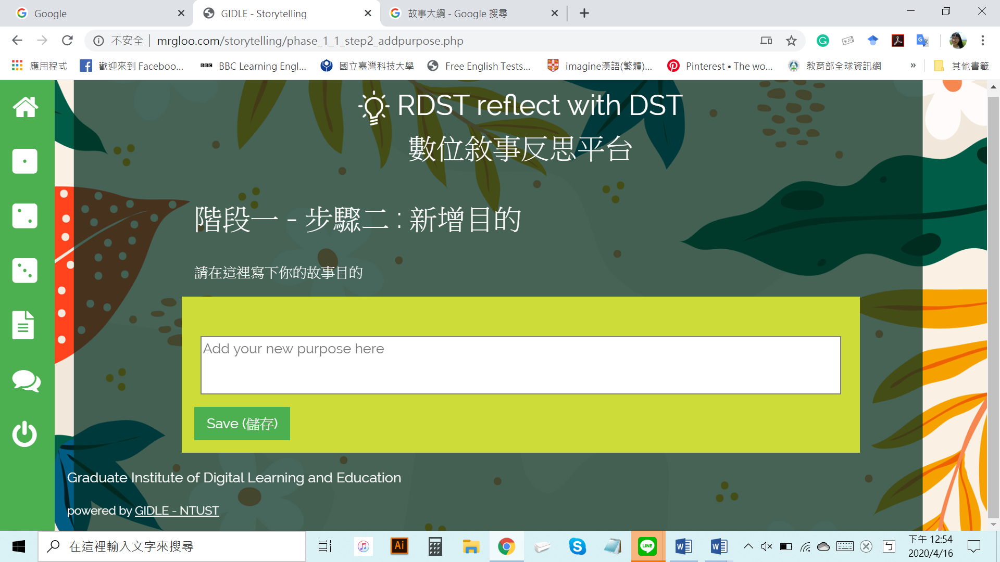 Google
GIDLE - Storytelling
故事大綱 - Google 搜尋
不安全
mrgloo.com/storytelling/phase_1_1_step2_addpurpose.php
應用程式
歡迎來到 Faceboo...
BBC
BBC Learning Engl...
國立臺灣科技大學
Free English Tests...
imagine漢語(繁體)...
Pinterest • The wo...
教育部全球資訊網
»
其他書籤
RDST reflect with DST
數位敘事反思平台
階段一 - 步驟二 : 新增目的
請在這裡寫下你的故事目的
Add your new purpose here
Save (儲存)
Graduate Institute of Digital Learning and Education
powered by GIDLE - NTUST
在這裡輸入文字來搜尋
Ai
LINE
ㄅ
下午 12:54
2020/4/16